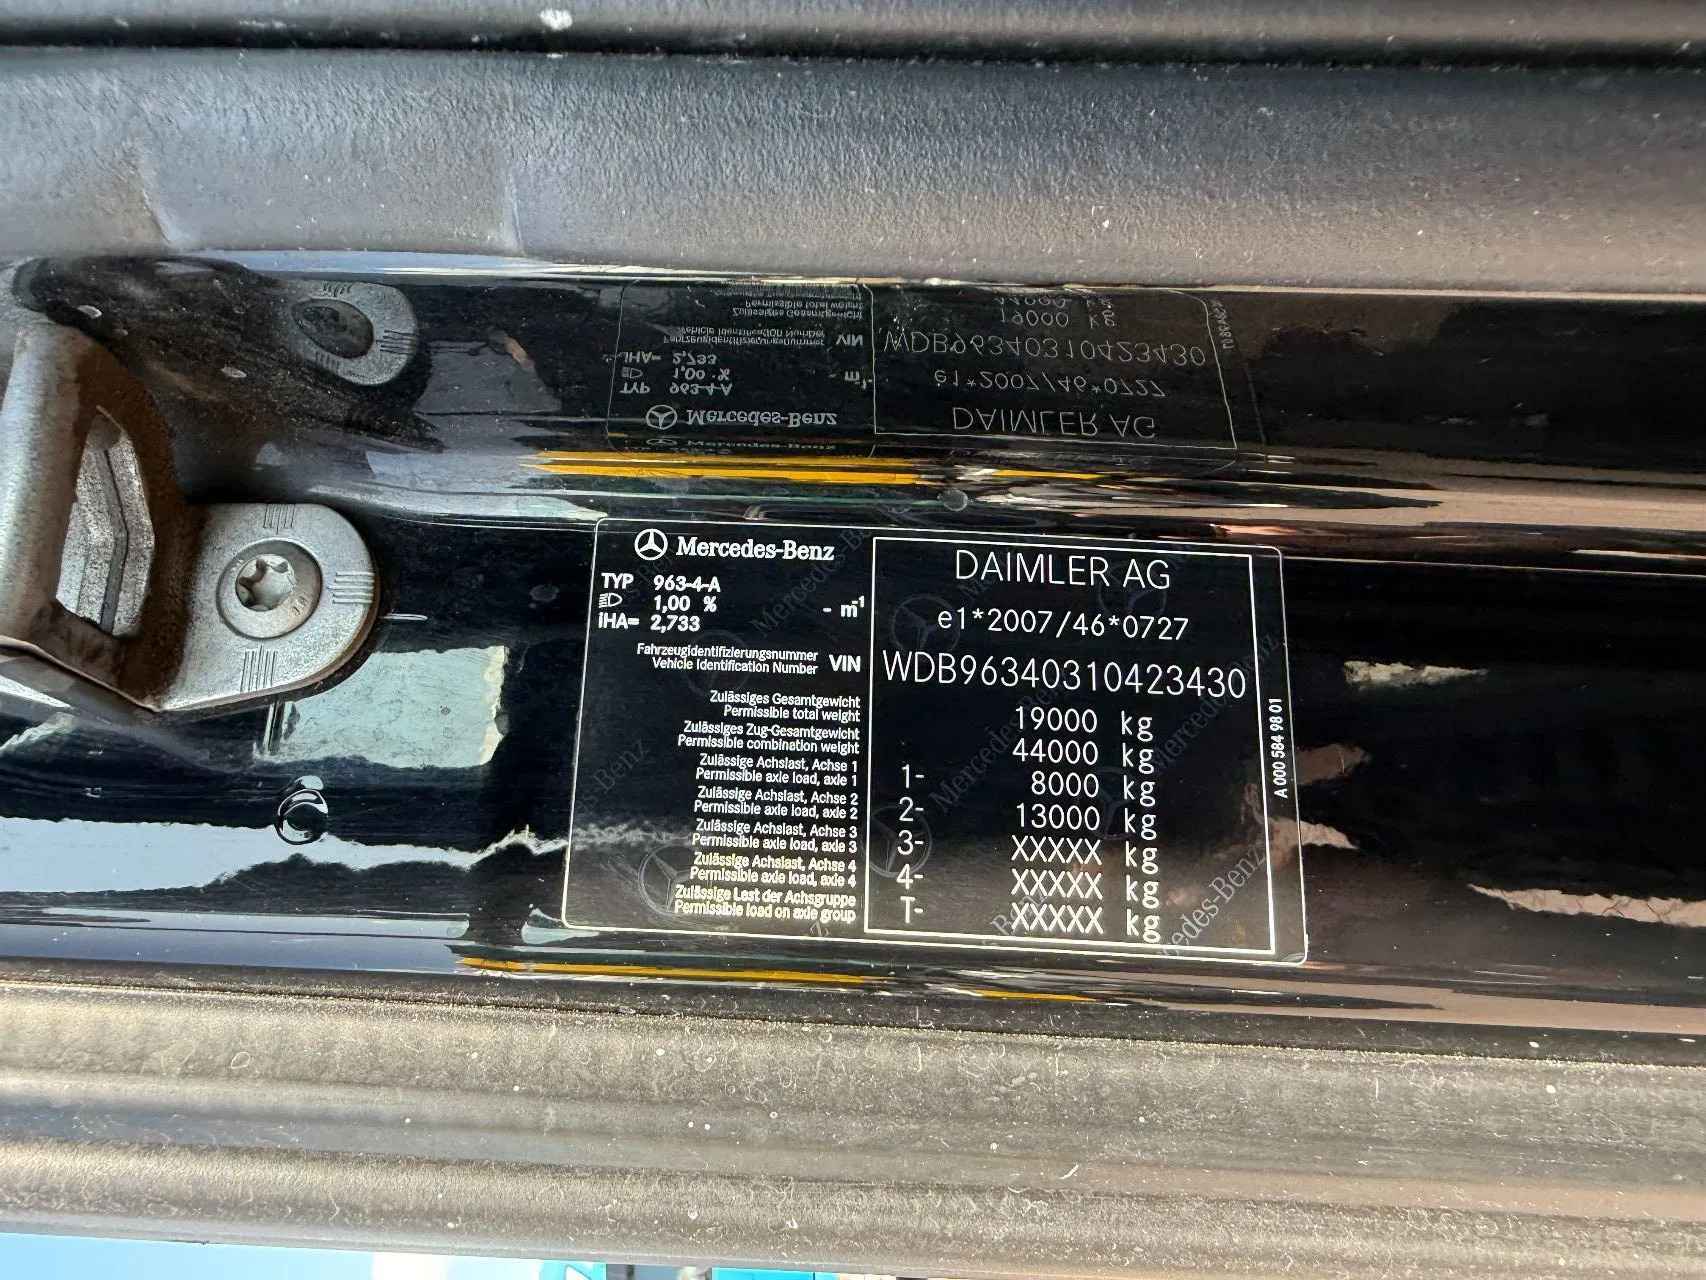 Mercedes-Benz
TYP 963-4-A
1,00 % - m-1
iHA= 2,733
Fahrzeugidentifizierungsnummer
Vehicle Identification Number VIN
DAIMLER AG
e1*2007/46*0727
WDB96340310423430
Zulässiges Gesamtgewicht
Permissible total weight 19000 kg
Zulässiges Zug-Gesamtgewicht
Permissible combination weight 44000 kg
Zulässige Achslast, Achse 1
Permissible axle load, axle 1 1- 8000 kg
Zulässige Achslast, Achse 2
Permissible axle load, axle 2 2- 13000 kg
Zulässige Achslast, Achse 3
Permissible axle load, axle 3 3- XXXXX kg
Zulässige Achslast, Achse 4
Permissible axle load, axle 4 4- XXXXX kg
Zulässige Last der Achsgruppe
Permissible load on axle group T- XXXXX kg
A 000 584 98 01